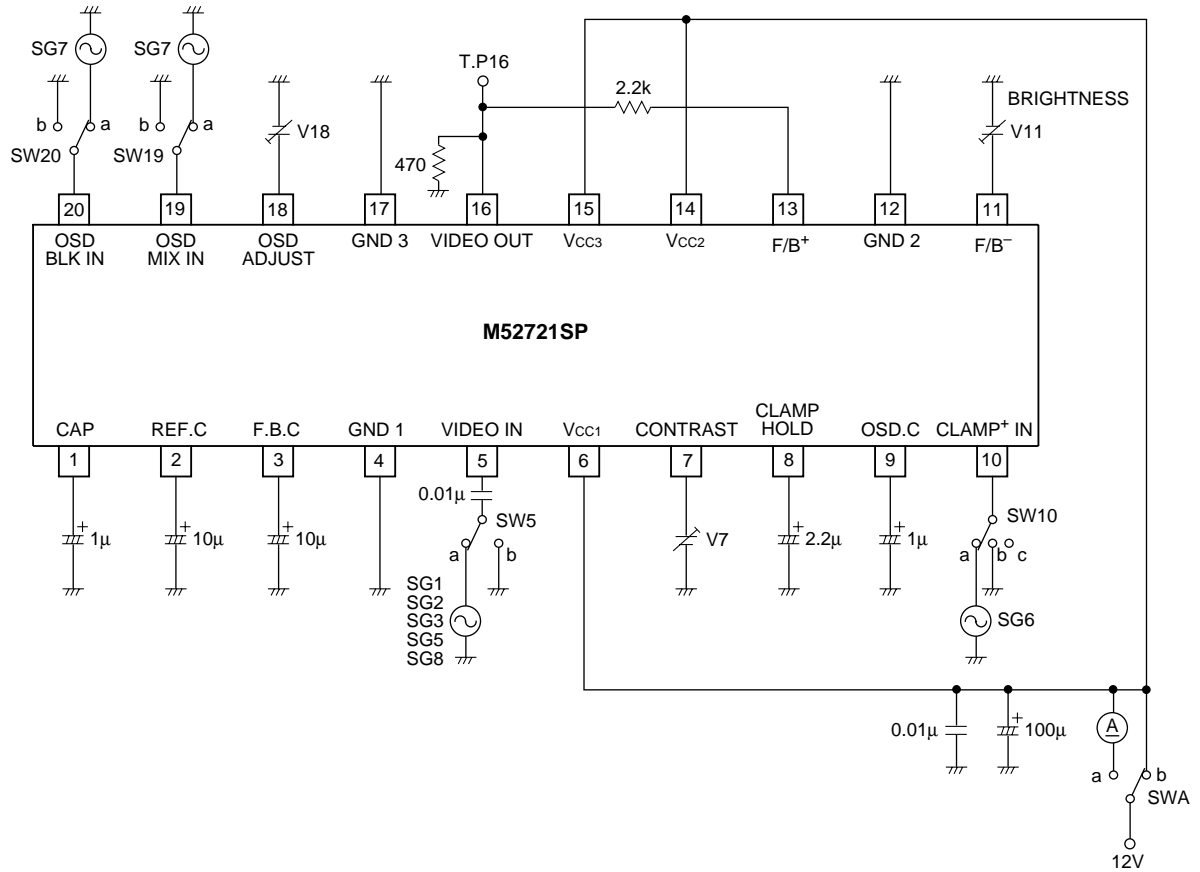 SG7
SG7
T.P16
2.2k
BRIGHTNESS
b
a
b
a
V18
V11
SW20
SW19
470
20
19
18
17
16
15
14
13
12
11
OSD
BLK IN
OSD
MIX IN
OSD
ADJUST
GND 3
VIDEO OUT
VCC3
VCC2
F/B+
GND 2
F/B–
M52721SP
CAP
REF.C
F.B.C
GND 1
VIDEO IN
VCC1
CONTRAST
CLAMP
HOLD
OSD.C
CLAMP+ IN
1
2
3
4
5
6
7
8
9
10
0.01µ
SW5
SW10
+
1µ
+
10µ
+
10µ
a
b
V7
+
2.2µ
+
1µ
a
b
c
SG1
SG2
SG3
SG5
SG8
SG6
0.01µ
+
100µ
A
a
b
SWA
12V